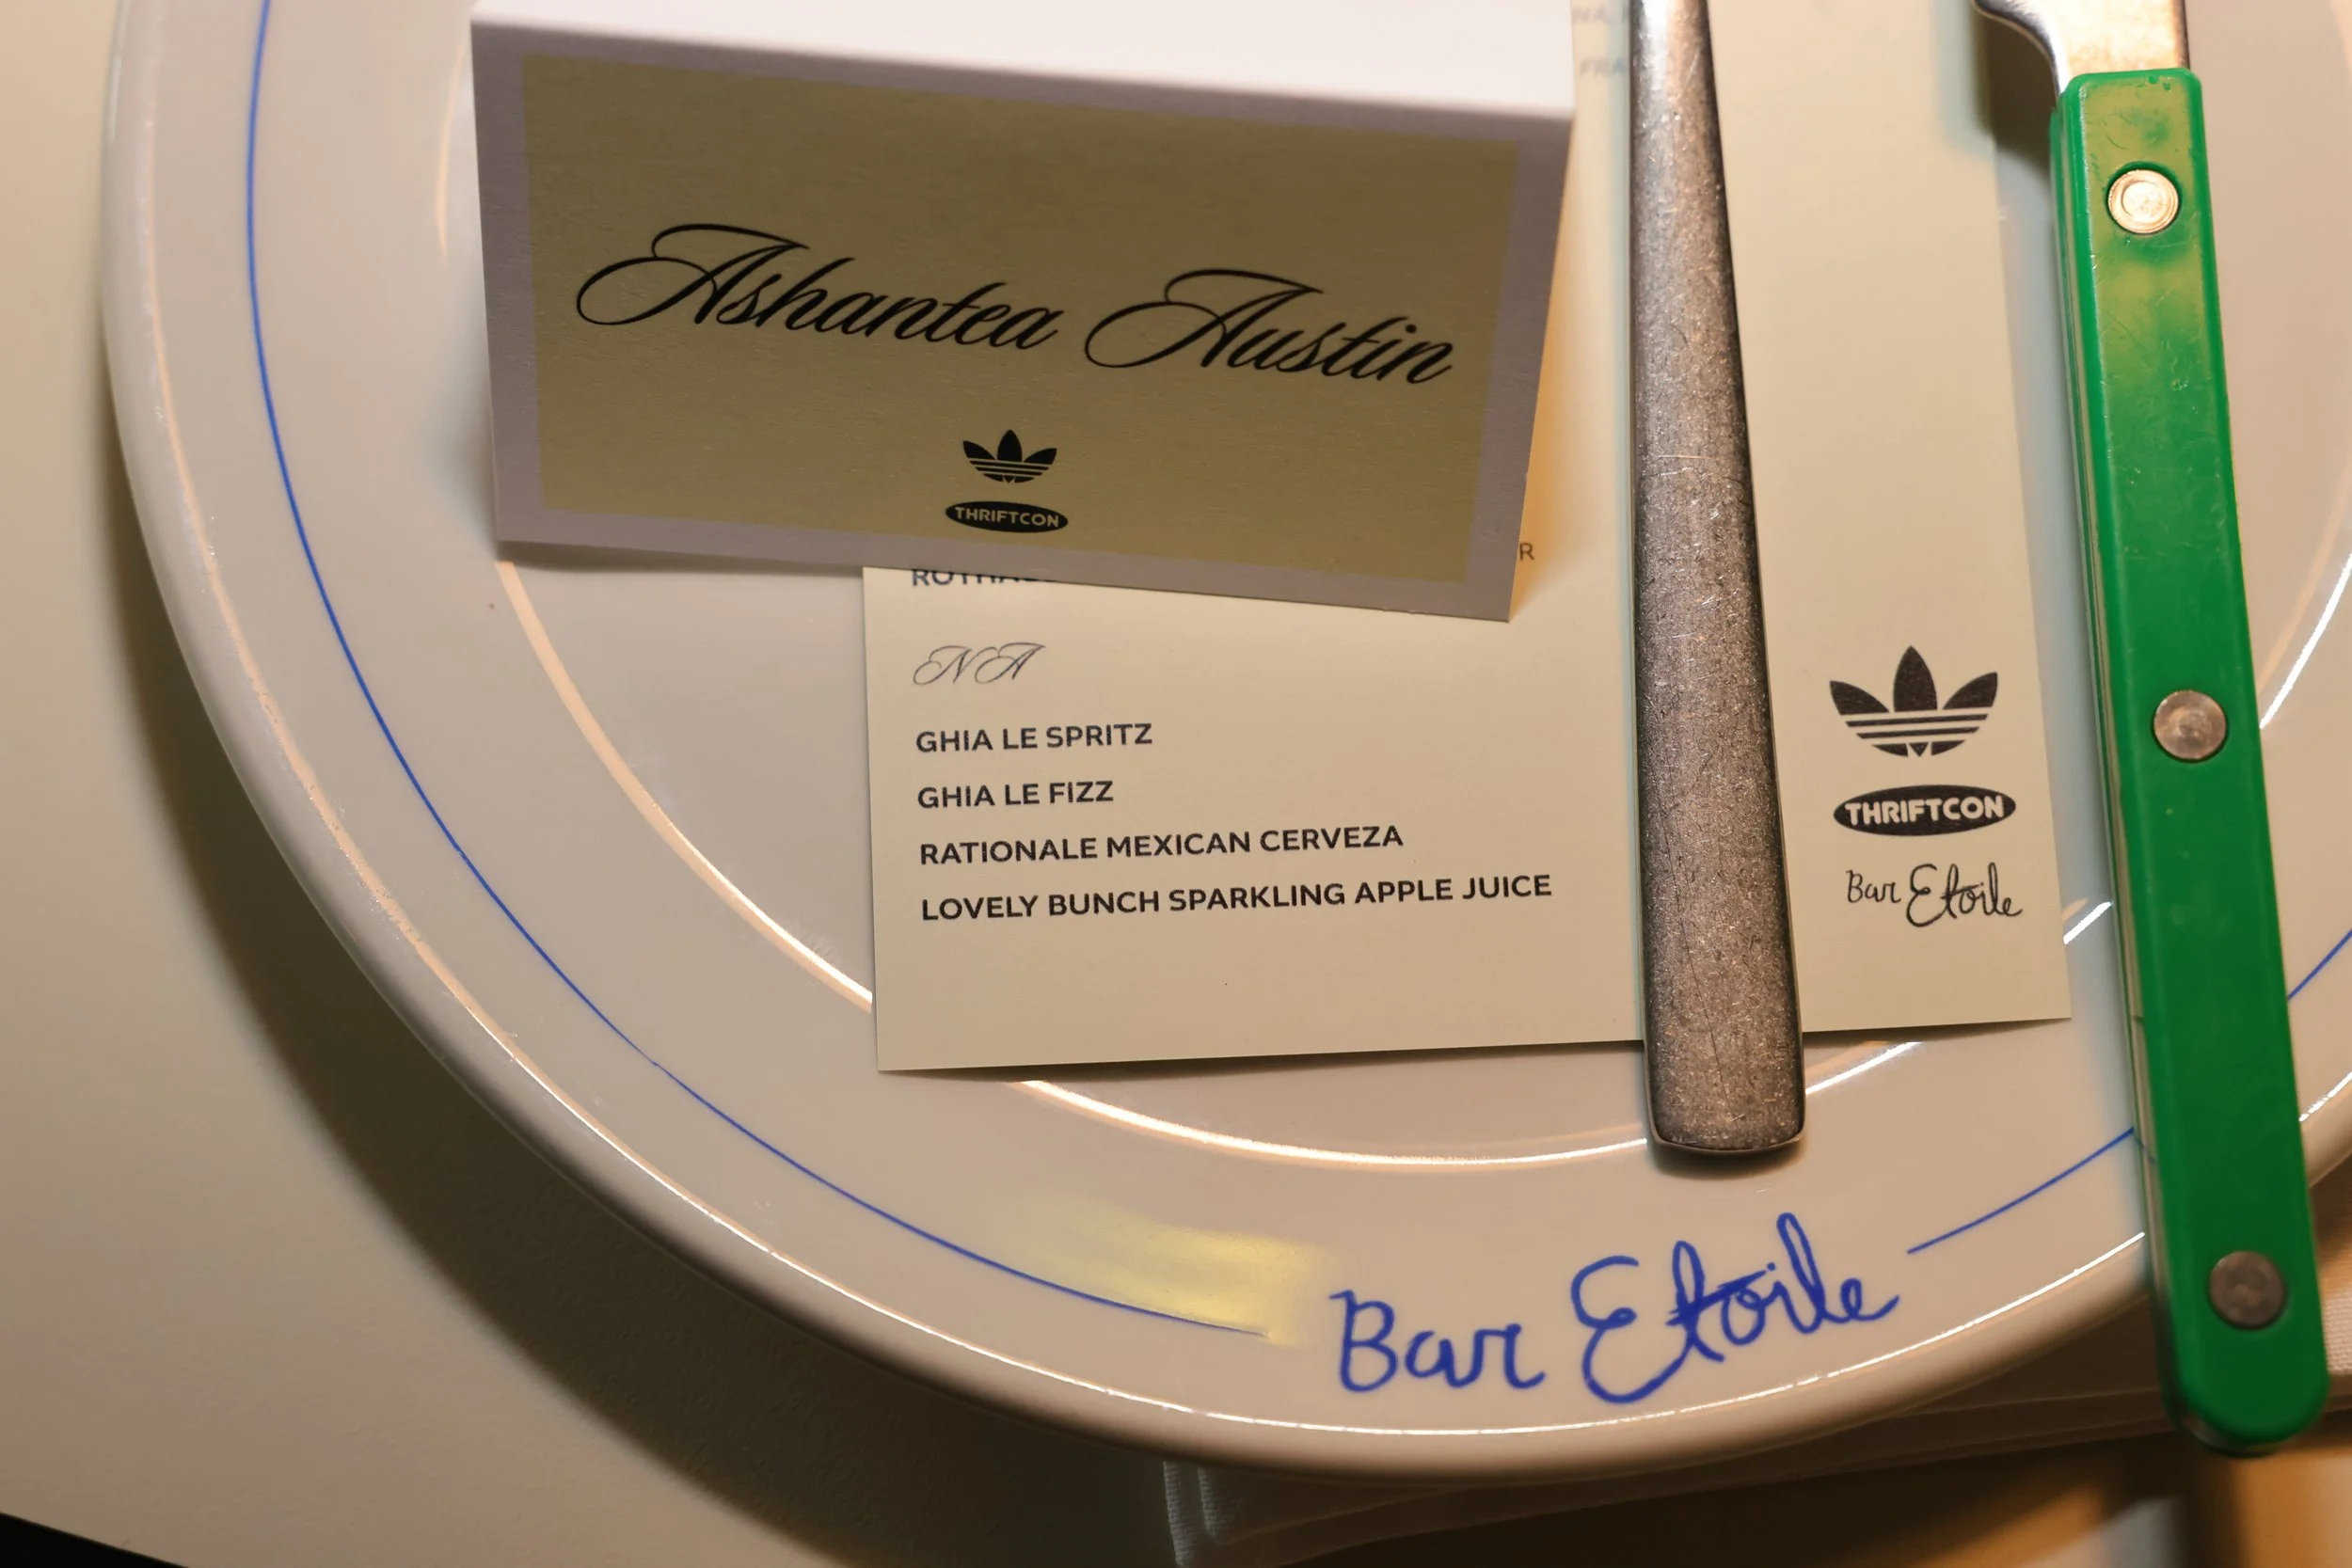 Ashantea Austin
THRIFTCON
R
NA
GHIA LE SPRITZ
GHIA LE FIZZ
RATIONALE MEXICAN CERVEZA
LOVELY BUNCH SPARKLING APPLE JUICE
THRIFTCON
Bar Etoile
Bar Etoile